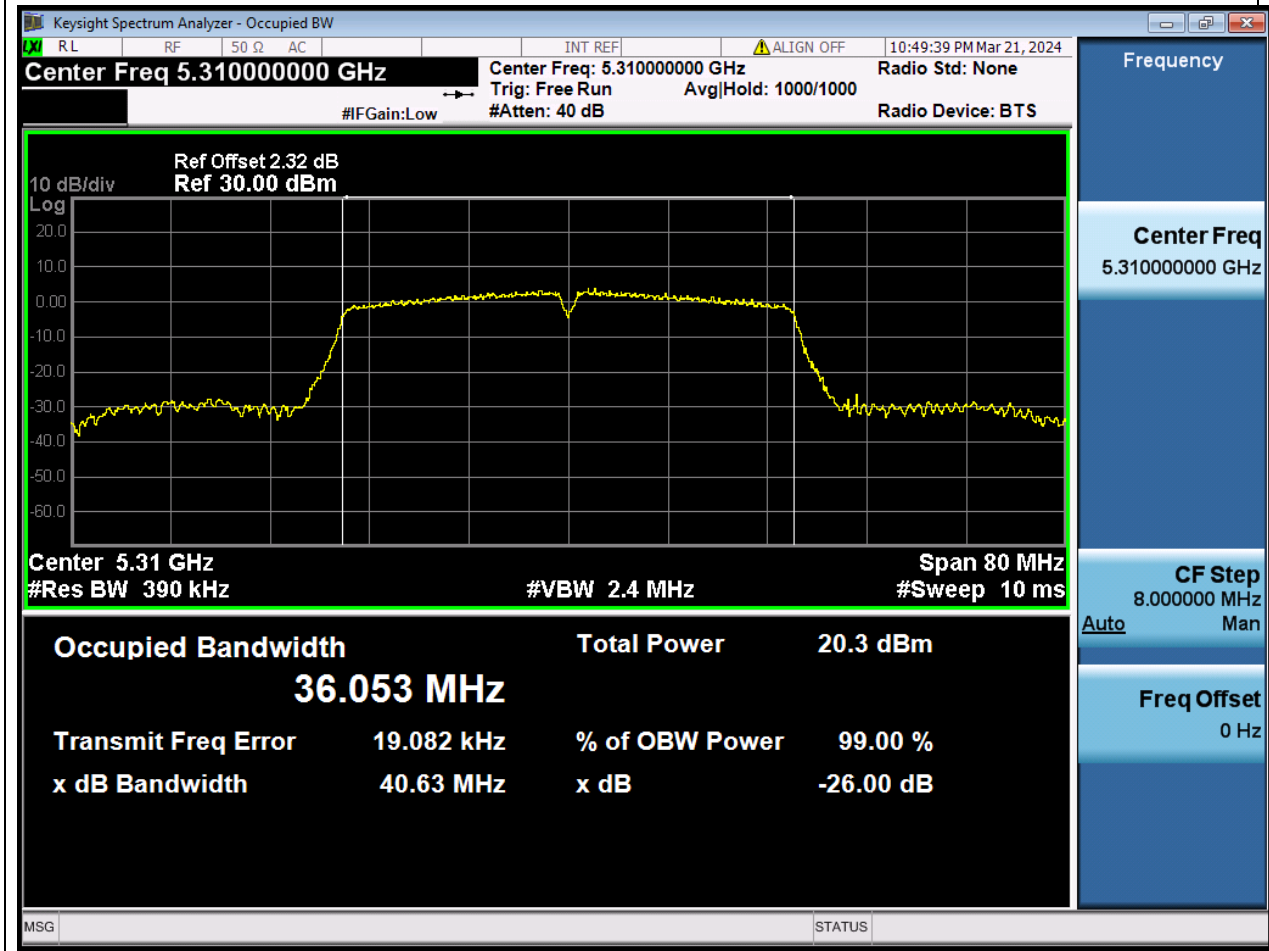 Keysight Spectrum Analyzer - Occupied BW
LXI RL RF 50 Ω AC INT REF ALIGN OFF 10:49:39 PM Mar 21, 2024
Center Freq 5.310000000 GHz
Center Freq: 5.310000000 GHz Radio Std: None
Trig: Free Run Avg|Hold: 1000/1000
#IFGain:Low #Atten: 40 dB Radio Device: BTS
Ref Offset 2.32 dB
10 dB/div Ref 30.00 dBm
Log
20.0
10.0
0.00
-10.0
-20.0
-30.0
-40.0
-50.0
-60.0
Center 5.31 GHz Span 80 MHz
#Res BW 390 kHz #VBW 2.4 MHz #Sweep 10 ms
Occupied Bandwidth Total Power 20.3 dBm
36.053 MHz
Transmit Freq Error 19.082 kHz % of OBW Power 99.00 %
x dB Bandwidth 40.63 MHz x dB -26.00 dB
MSG STATUS
Frequency
Center Freq
5.310000000 GHz
CF Step
8.000000 MHz
Auto Man
Freq Offset
0 Hz